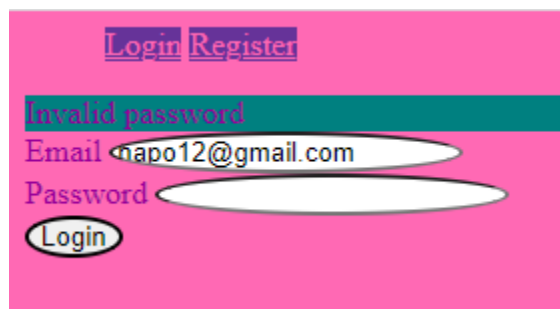 Login Register
Invalid password
Email napo12@gmail.com
Password
Login